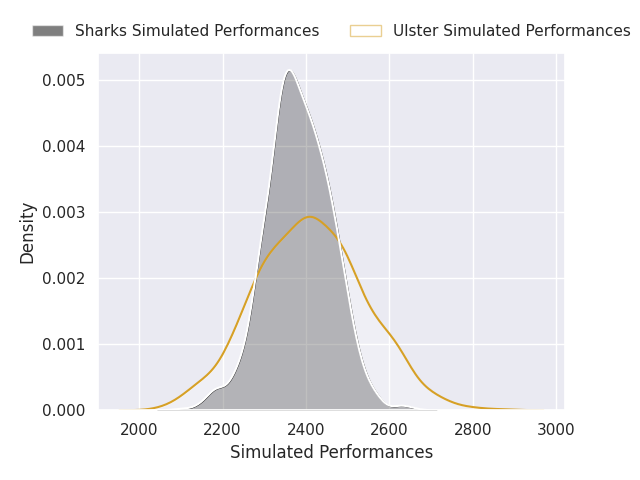 Sharks Simulated Performances Ulster Simulated Performances
0.005
0.004
0.003
0.002
0.001
0.000
Density
2000 2200 2400 2600 2800 3000
Simulated Performances